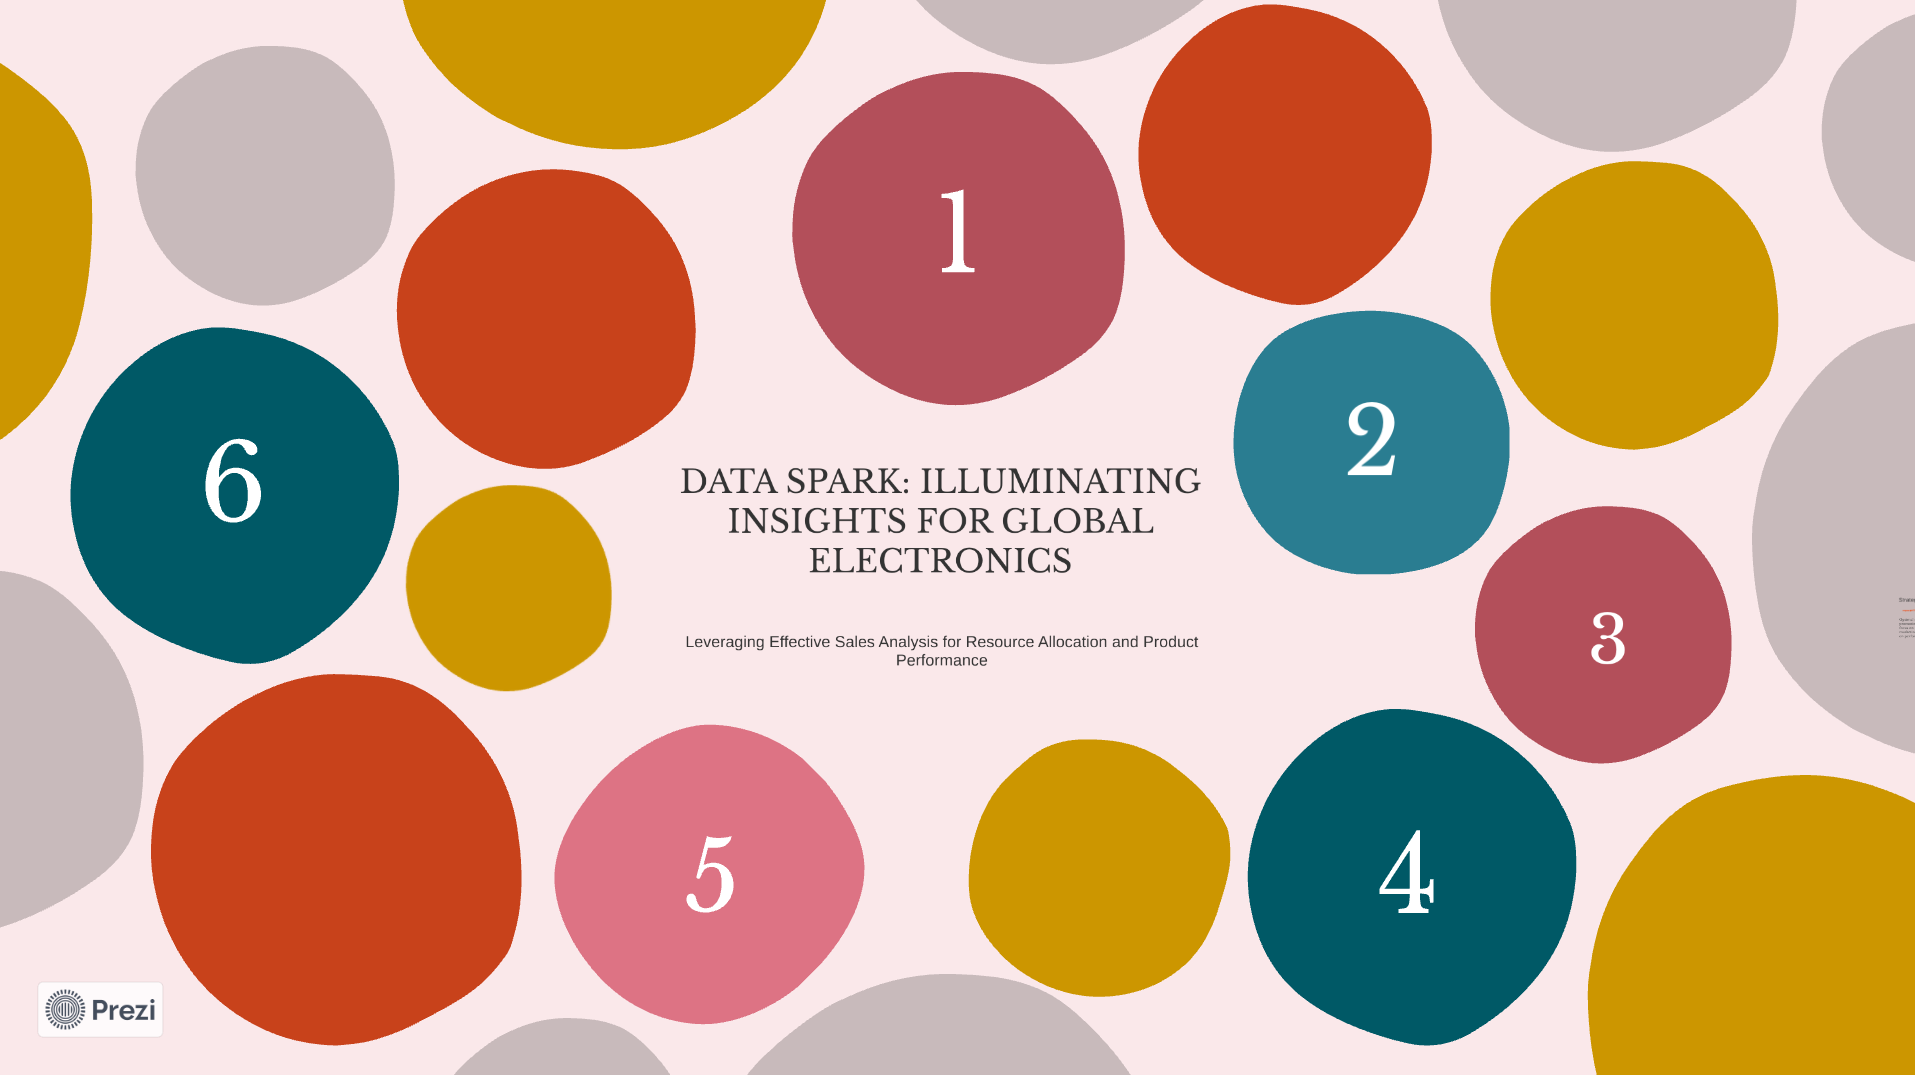 1
2
3
4
5
6
DATA SPARK: ILLUMINATING
INSIGHTS FOR GLOBAL
ELECTRONICS
Leveraging Effective Sales Analysis for Resource Allocation and Product
Performance
Prezi